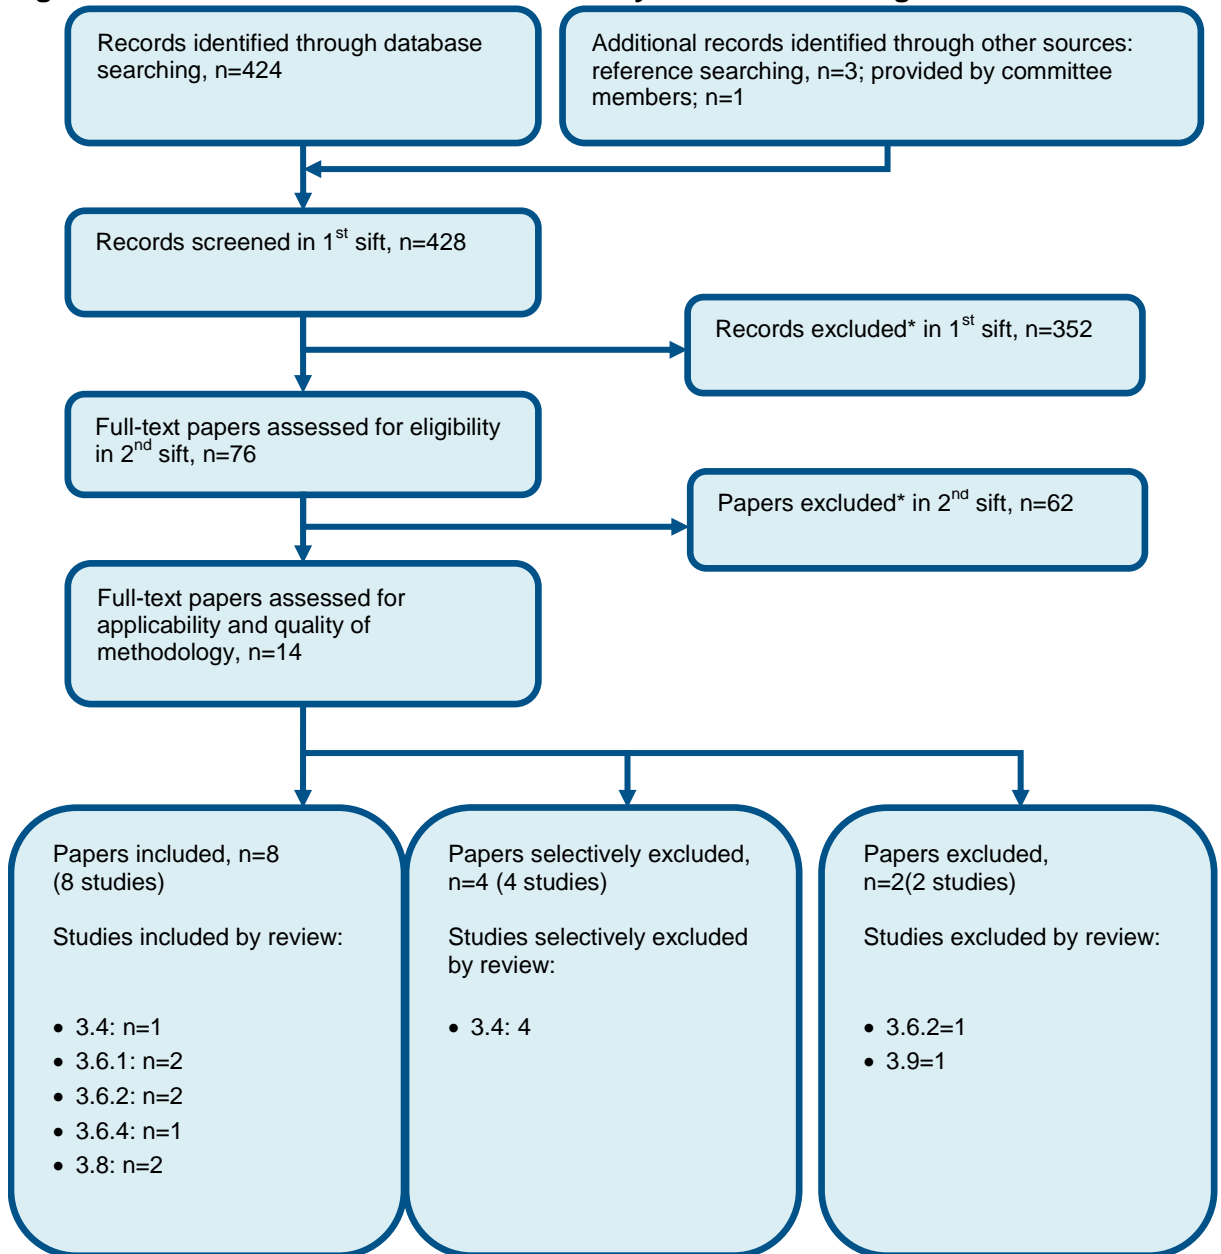 Records identified through database
searching, n=424
Additional records identified through other sources:
reference searching, n=3; provided by committee
members; n=1
Records screened in 1st sift, n=428
Records excluded* in 1st sift, n=352
Full-text papers assessed for eligibility
in 2nd sift, n=76
Papers excluded* in 2nd sift, n=62
Full-text papers assessed for
applicability and quality of
methodology, n=14
Papers included, n=8
(8 studies)
Studies included by review:
• 3.4: n=1
• 3.6.1: n=2
• 3.6.2: n=2
• 3.6.4: n=1
• 3.8: n=2
Papers selectively excluded,
n=4 (4 studies)
Studies selectively excluded
by review:
• 3.4: 4
Papers excluded,
n=2(2 studies)
Studies excluded by review:
• 3.6.2=1
• 3.9=1